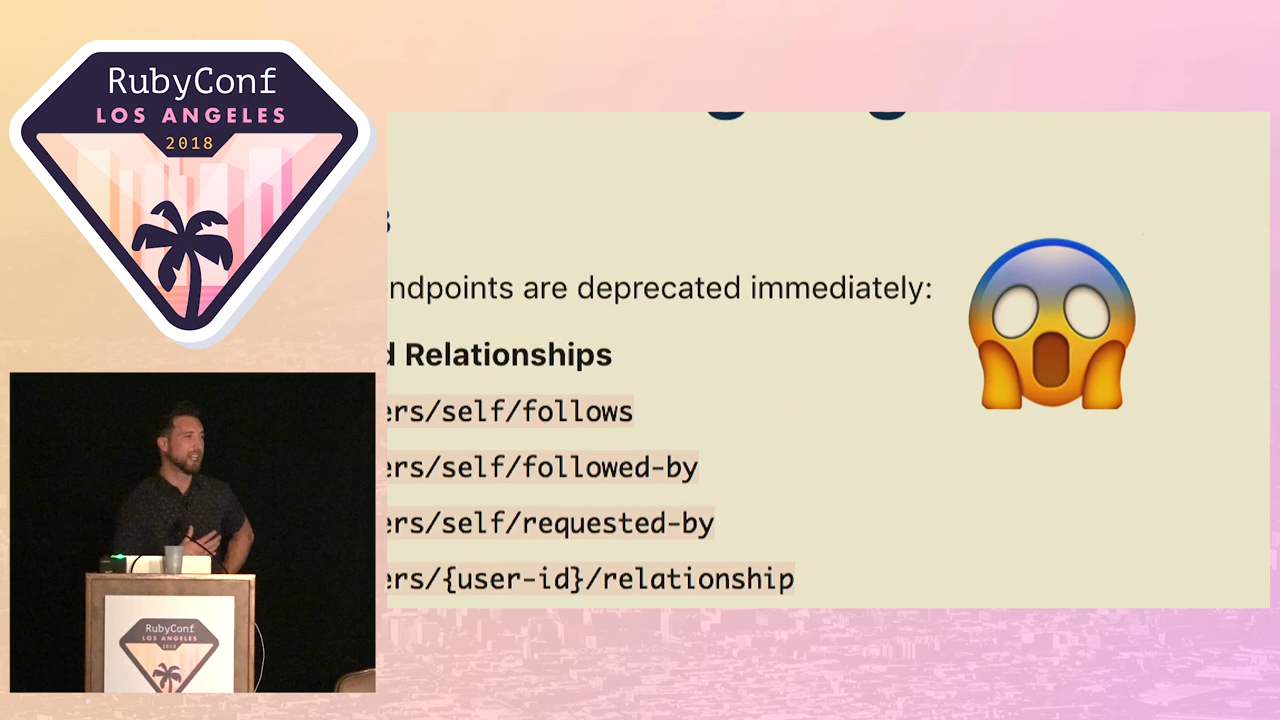 RubyConf
LOS ANGELES
2018
ndpoints are deprecated immediately:
d Relationships
ers/self/follows
ers/self/followed-by
ers/self/requested-by
ers/{user-id}/relationship
RubyConf
LOS ANGELES
2018